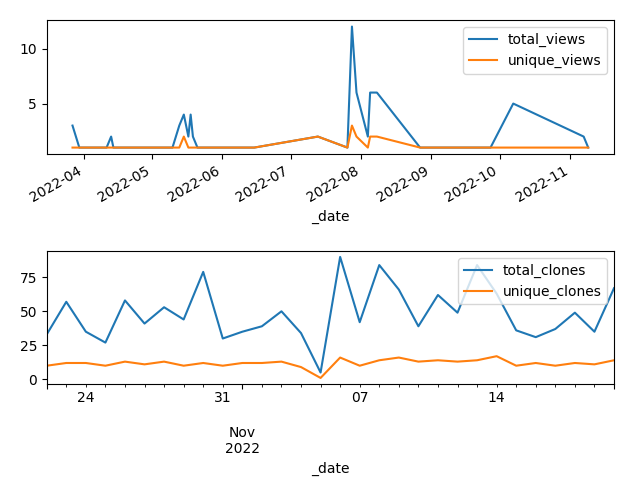 total_views
unique_views
10
5
2022-04
2022-05
2022-06
2022-07
2022-08
2022-09
2022-10
2022-11
_date
total_clones
unique_clones
75
50
25
0
24
31
07
14
Nov
2022
_date